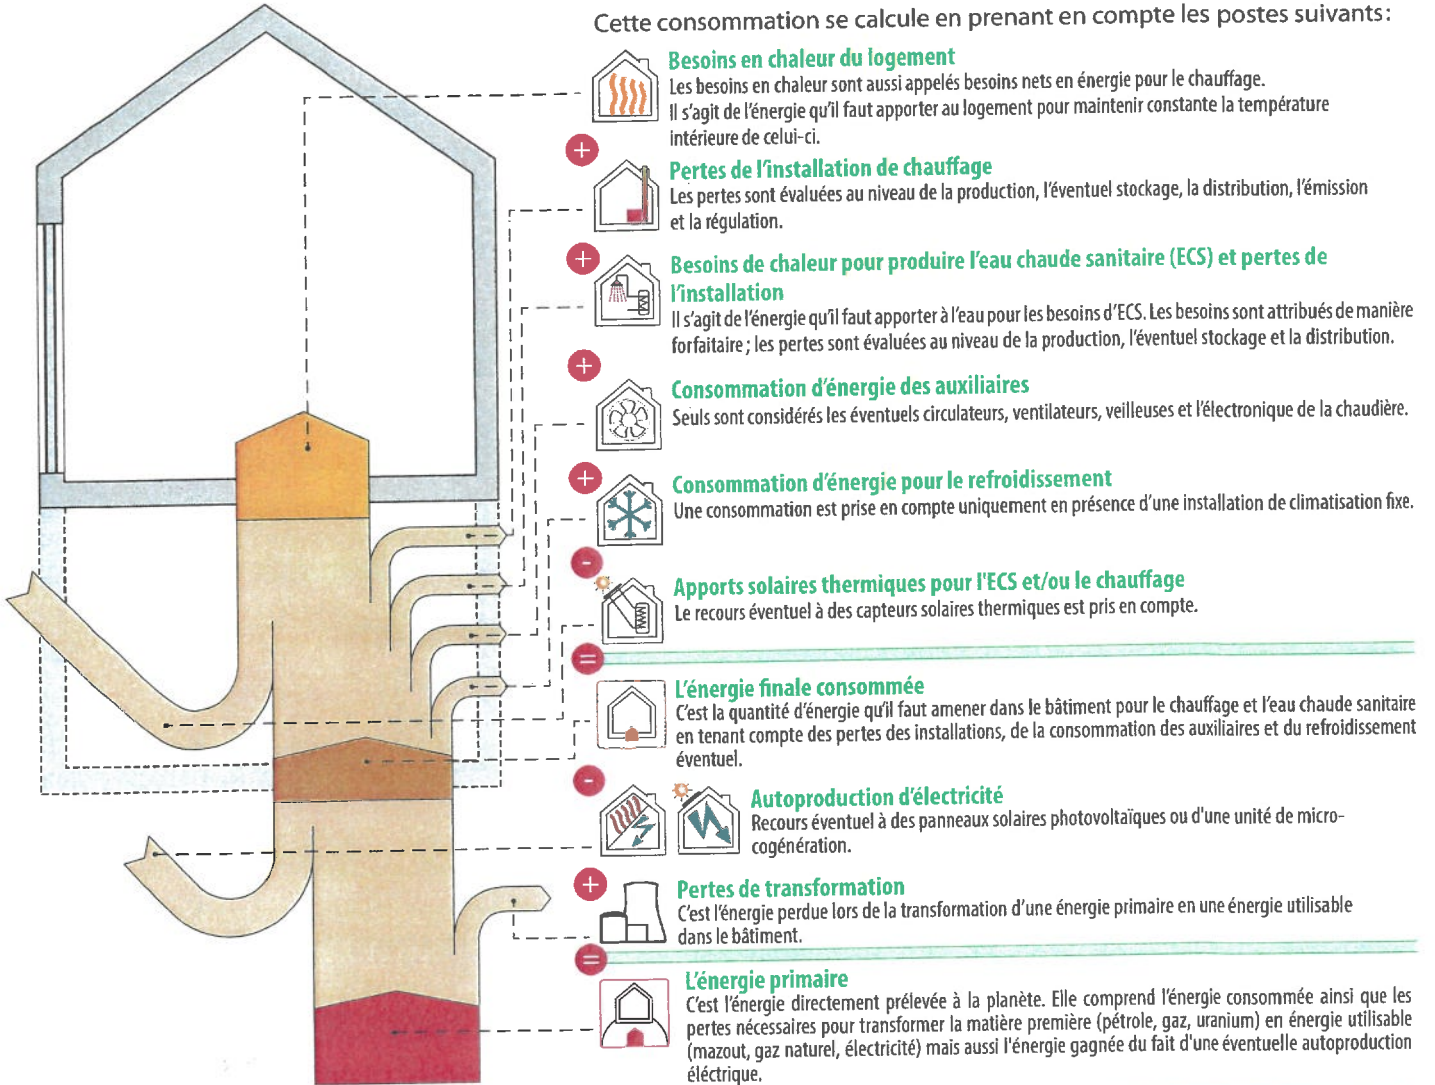 Cette consommation se calcule en prenant en compte les postes suivants:
Besoins en chaleur du logement
Les besoins en chaleur sont aussi appelés besoins nets en énergie pour le chauffage.
Il s'agit de l'énergie qu'il faut apporter au logement pour maintenir constante la température
intérieure de celui-ci.
+
Pertes de l'installation de chauffage
Les pertes sont évaluées au niveau de la production, l'éventuel stockage, la distribution, l'émission
et la régulation.
+
Besoins de chaleur pour produire l'eau chaude sanitaire (ECS) et pertes de
l'installation
Il s'agit de l'énergie qu'il faut apporter à l'eau pour les besoins d'ECS. Les besoins sont attribués de manière
forfaitaire ; les pertes sont évaluées au niveau de la production, l'éventuel stockage et la distribution.
+
Consommation d'énergie des auxiliaires
Seuls sont considérés les éventuels circulateurs, ventilateurs, veilleuses et l'électronique de la chaudière.
+
Consommation d'énergie pour le refroidissement
Une consommation est prise en compte uniquement en présence d'une installation de climatisation fixe.
-
Apports solaires thermiques pour l'ECS et/ou le chauffage
Le recours éventuel à des capteurs solaires thermiques est pris en compte.
=
L'énergie finale consommée
C'est la quantité d'énergie qu'il faut amener dans le bâtiment pour le chauffage et l'eau chaude sanitaire
en tenant compte des pertes des installations, de la consommation des auxiliaires et du refroidissement
éventuel.
-
Autoproduction d'électricité
Recours éventuel à des panneaux solaires photovoltaïques ou d'une unité de micro-
cogénération.
+
Pertes de transformation
C'est l'énergie perdue lors de la transformation d'une énergie primaire en une énergie utilisable
dans le bâtiment.
=
L'énergie primaire
C'est l'énergie directement prélevée à la planète. Elle comprend l'énergie consommée ainsi que les
pertes nécessaires pour transformer la matière première (pétrole, gaz, uranium) en énergie utilisable
(mazout, gaz naturel, électricité) mais aussi l'énergie gagnée du fait d'une éventuelle autoproduction
éléctrique.